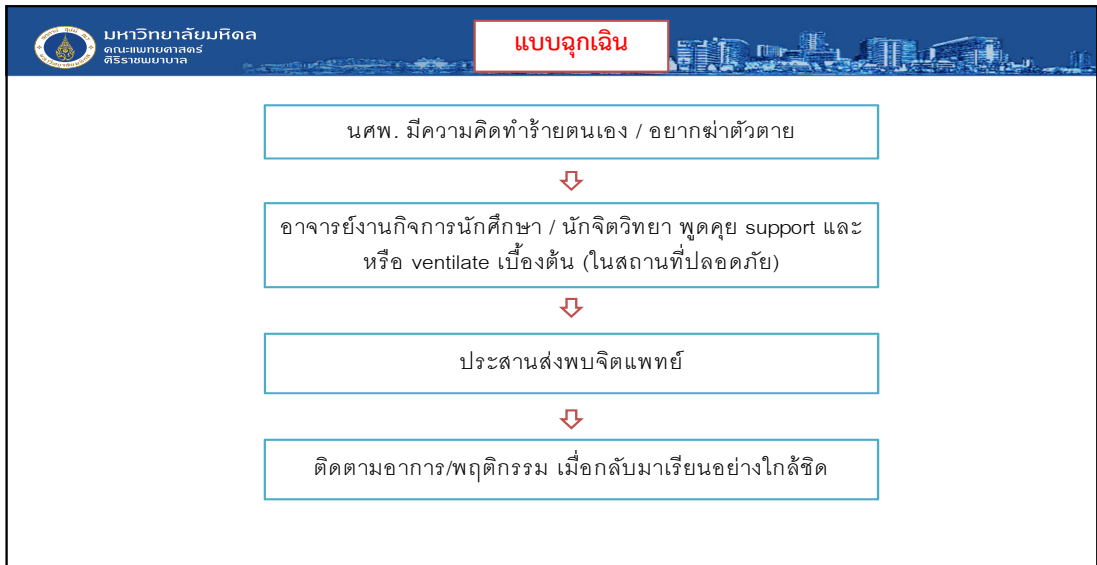 มหาวิทยาลัยมหิดล
คณะแพทยศาสตร์
ศิริราชพยาบาล
แบบฉุกเฉิน
นศพ. มีความคิดทำร้ายตนเอง / อยากฆ่าตัวตาย
อาจารย์งานกิจการนักศึกษา / นักจิตวิทยา พูดคุย support และ
หรือ ventilate เบื้องต้น (ในสถานที่ปลอดภัย)
ประสานส่งพบจิตแพทย์
ติดตามอาการ/พฤติกรรม เมื่อกลับมาเรียนอย่างใกล้ชิด